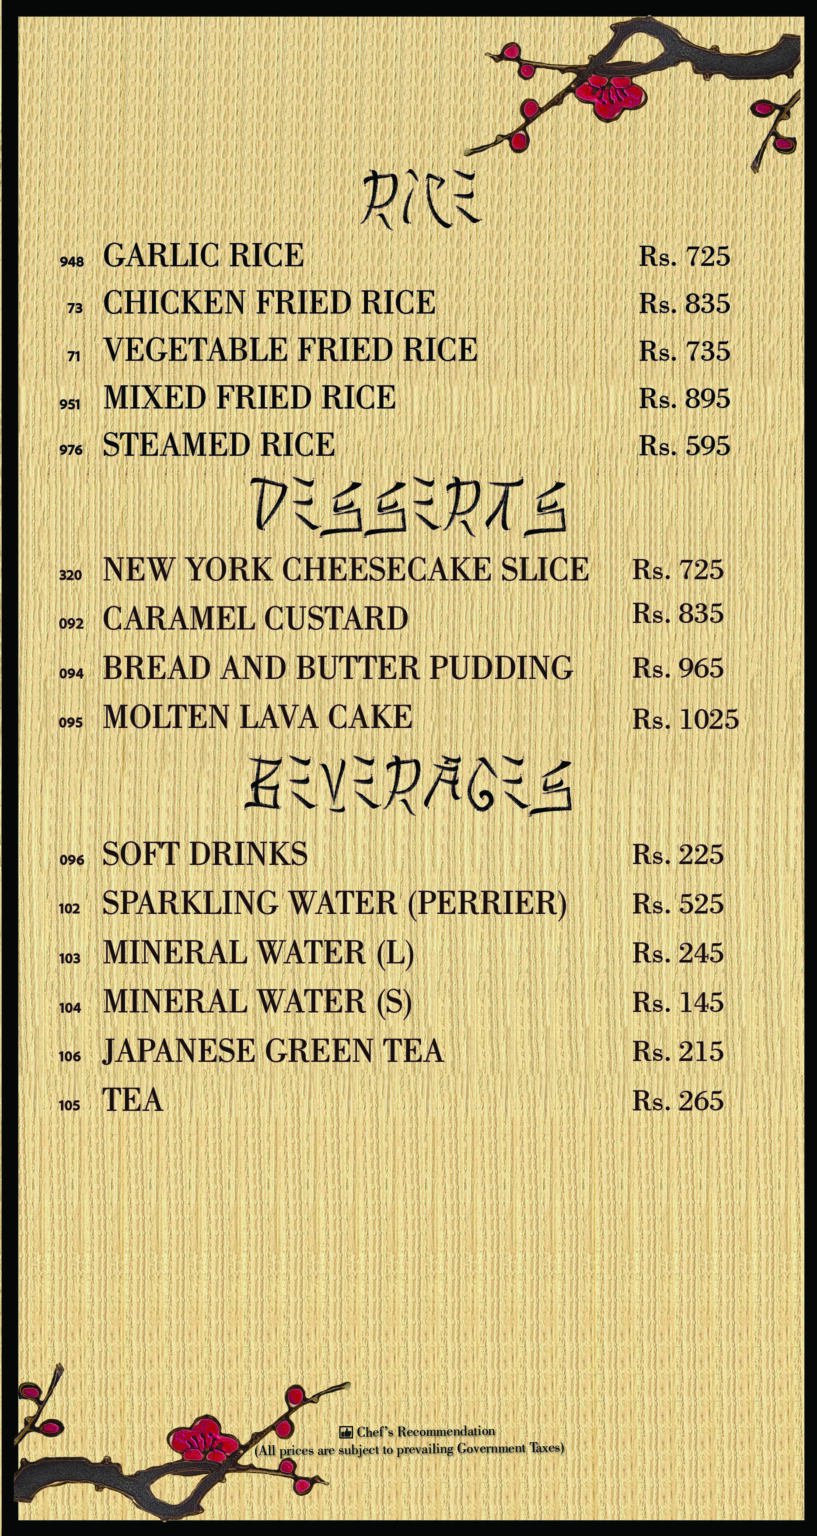 RICE
948 GARLIC RICE Rs. 725
73 CHICKEN FRIED RICE Rs. 835
71 VEGETABLE FRIED RICE Rs. 735
951 MIXED FRIED RICE Rs. 895
976 STEAMED RICE Rs. 595
DESSERTS
320 NEW YORK CHEESECAKE SLICE Rs. 725
092 CARAMEL CUSTARD Rs. 835
094 BREAD AND BUTTER PUDDING Rs. 965
095 MOLTEN LAVA CAKE Rs. 1025
BEVERAGES
096 SOFT DRINKS Rs. 225
102 SPARKLING WATER (PERRIER) Rs. 525
103 MINERAL WATER (L) Rs. 245
104 MINERAL WATER (S) Rs. 145
106 JAPANESE GREEN TEA Rs. 215
105 TEA Rs. 265
Chef's Recommendation
(All prices are subject to prevailing Government Taxes)